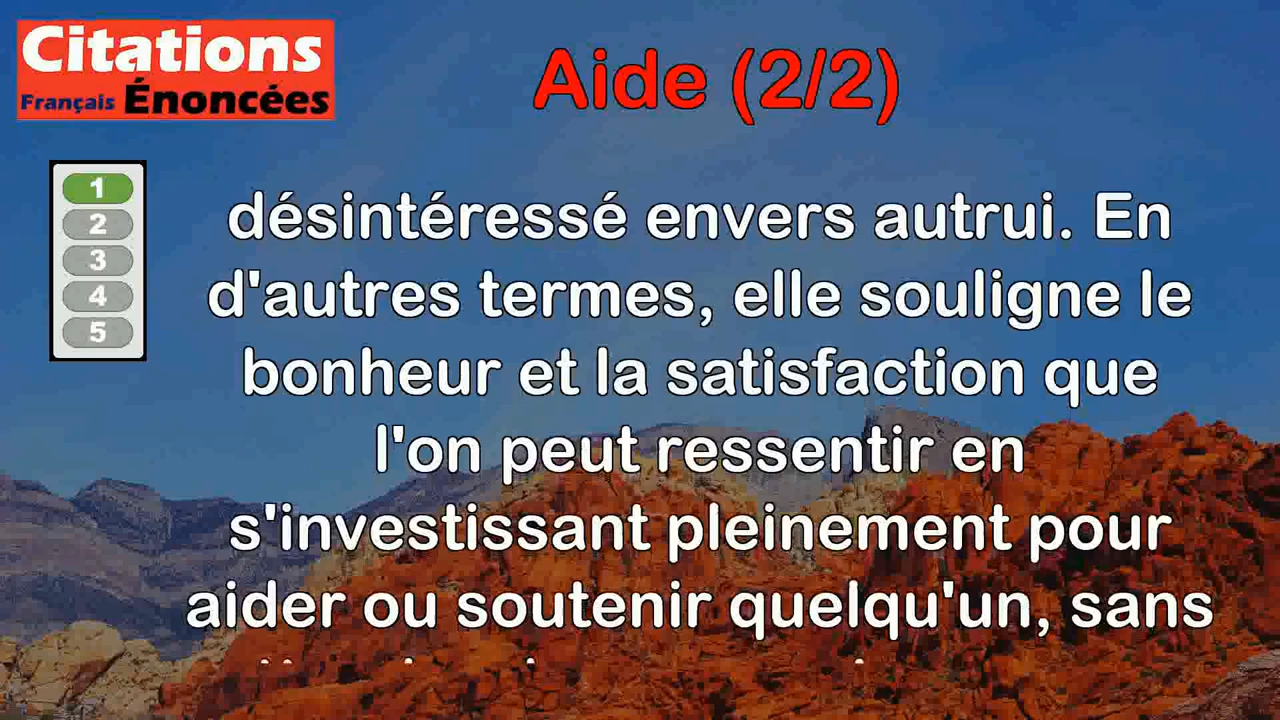 Citations
Français Énoncées
Aide (2/2)
1
2
3
4
5
désintéressé envers autrui. En
d'autres termes, elle souligne le
bonheur et la satisfaction que
l'on peut ressentir en
s'investissant pleinement pour
aider ou soutenir quelqu'un, sans